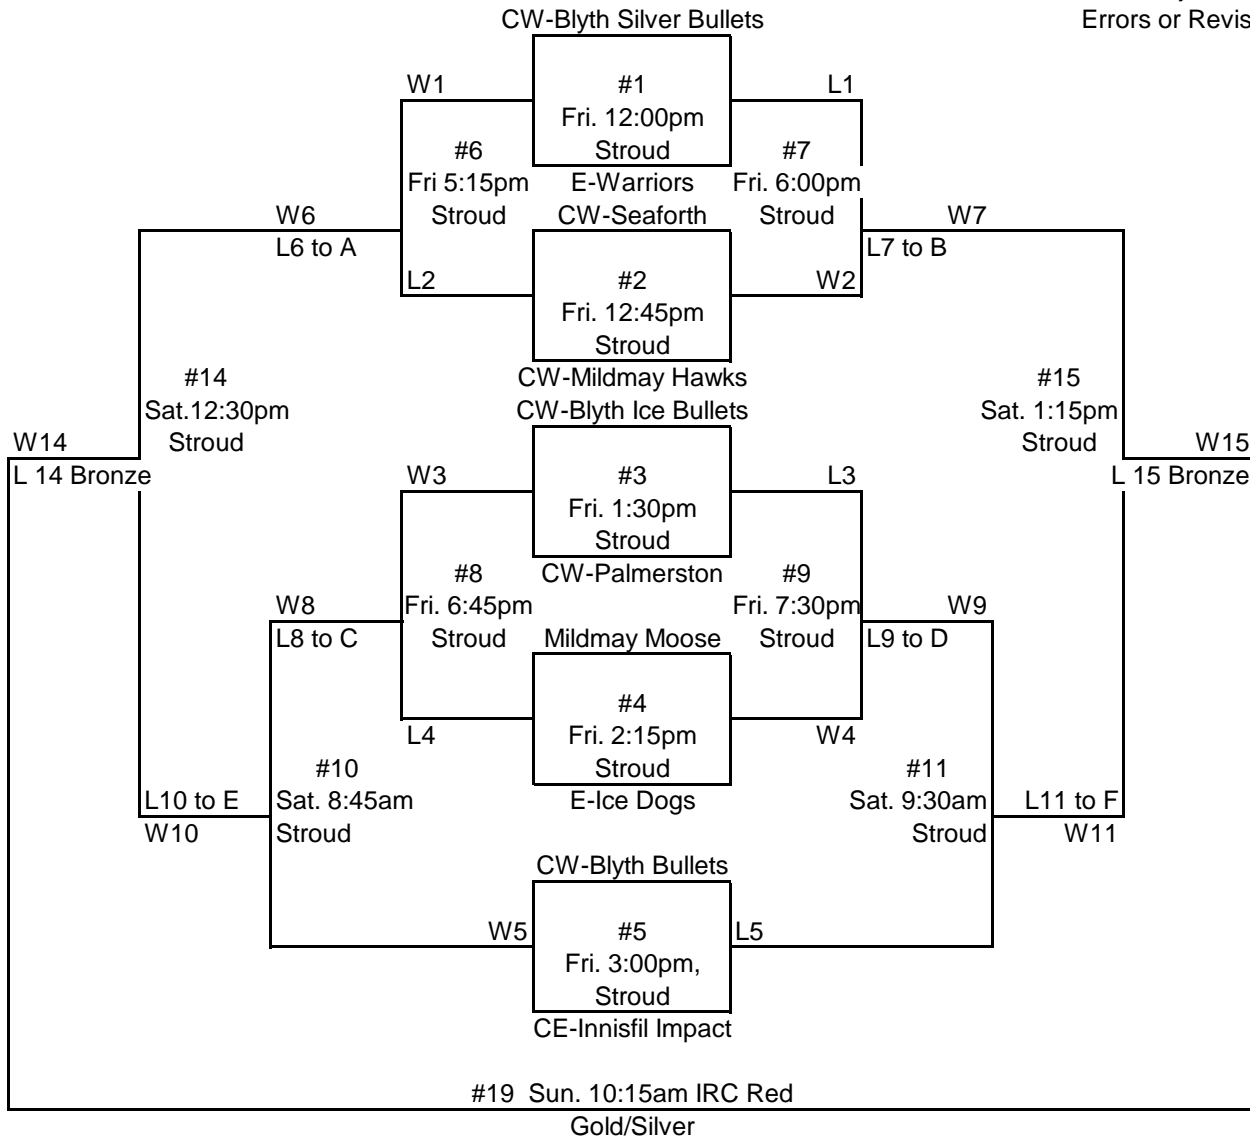 CW-Blyth Silver Bullets
Errors or Revis
W1
#1
L1
Fri. 12:00pm
#6
Stroud
#7
Fri 5:15pm
E-Warriors
Fri. 6:00pm
W6
Stroud
CW-Seaforth
Stroud
W7
L6 to A
L7 to B
L2
#2
W2
Fri. 12:45pm
Stroud
#14
CW-Mildmay Hawks
#15
Sat.12:30pm
CW-Blyth Ice Bullets
Sat. 1:15pm
W14
Stroud
Stroud
W15
L 14 Bronze
W3
#3
L3
L 15 Bronze
Fri. 1:30pm
Stroud
#8
CW-Palmerston
#9
W8
Fri. 6:45pm
Fri. 7:30pm
W9
L8 to C
Stroud
Mildmay Moose
Stroud
L9 to D
#4
L4
Fri. 2:15pm
W4
#10
Stroud
#11
L10 to E
Sat. 8:45am
E-Ice Dogs
Sat. 9:30am
L11 to F
W10
Stroud
Stroud
W11
CW-Blyth Bullets
W5
#5
L5
Fri. 3:00pm,
Stroud
CE-Innisfil Impact
#19 Sun. 10:15am IRC Red
Gold/Silver